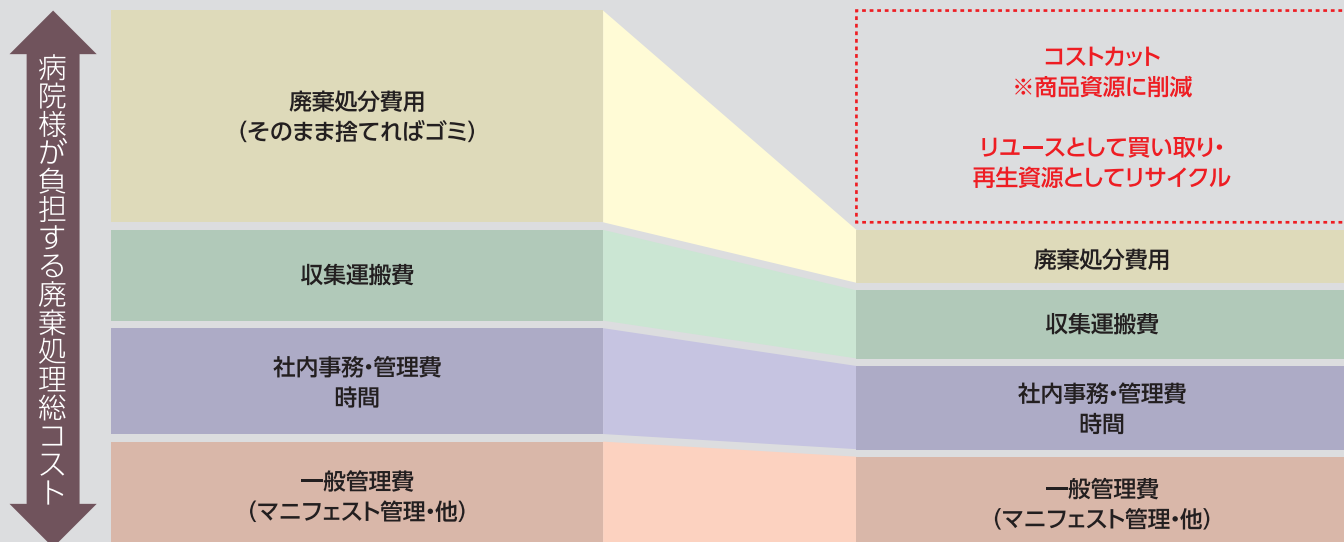 病院様が負担する廃棄処理総コスト
廃棄処分費用
(そのまま捨てればゴミ)
収集運搬費
社内事務・管理費
時間
一般管理費
(マニフェスト管理・他)
コストカット
※商品資源に削減
リユースとして買い取り・
再生資源としてリサイクル
廃棄処分費用
収集運搬費
社内事務・管理費
時間
一般管理費
(マニフェスト管理・他)